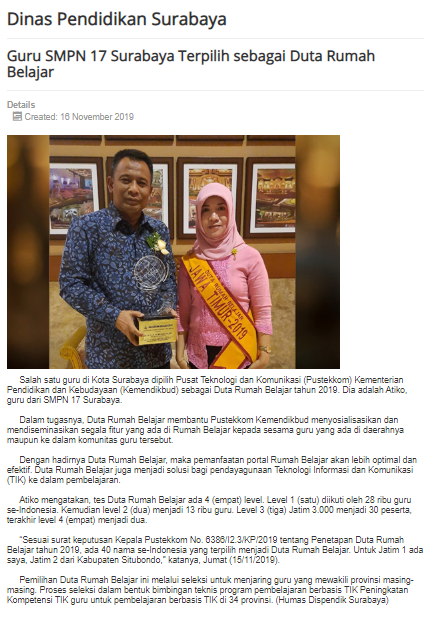 Dinas Pendidikan Surabaya
Guru SMPN 17 Surabaya Terpilih sebagai Duta Rumah
Belajar
Details
Created: 16 November 2019
DUTA RUMAH BELAJAR
JAWA TIMUR-2019
Salah satu guru di Kota Surabaya dipilih Pusat Teknologi dan Komunikasi (Pustekkom) Kementerian
Pendidikan dan Kebudayaan (Kemendikbud) sebagai Duta Rumah Belajar tahun 2019. Dia adalah Atiko,
guru dari SMPN 17 Surabaya.
Dalam tugasnya, Duta Rumah Belajar membantu Pustekkom Kemendikbud menyosialisasikan dan
mendiseminasikan segala fitur yang ada di Rumah Belajar kepada sesama guru yang ada di daerahnya
maupun ke dalam komunitas guru tersebut.
Dengan hadirnya Duta Rumah Belajar, maka pemanfaatan portal Rumah Belajar akan lebih optimal dan
efektif. Duta Rumah Belajar juga menjadi solusi bagi pendayagunaan Teknologi Informasi dan Komunikasi
(TIK) ke dalam pembelajaran.
Atiko mengatakan, tes Duta Rumah Belajar ada 4 (empat) level. Level 1 (satu) diikuti oleh 28 ribu guru
se-Indonesia. Kemudian level 2 (dua) menjadi 13 ribu guru. Level 3 (tiga) Jatim 3.000 menjadi 30 peserta,
terakhir level 4 (empat) menjadi dua.
"Sesuai surat keputusan Kepala Pustekkom No. 6386/I2.3/KP/2019 tentang Penetapan Duta Rumah
Belajar tahun 2019, ada 40 nama se-Indonesia yang terpilih menjadi Duta Rumah Belajar. Untuk Jatim 1 ada
saya, Jatim 2 dari Kabupaten Situbondo," katanya, Jumat (15/11/2019).
Pemilihan Duta Rumah Belajar ini melalui seleksi untuk menjaring guru yang mewakili provinsi masing-
masing. Proses seleksi dalam bentuk bimbingan teknis program pembelajaran berbasis TIK Peningkatan
Kompetensi TIK guru untuk pembelajaran berbasis TIK di 34 provinsi. (Humas Dispendik Surabaya)